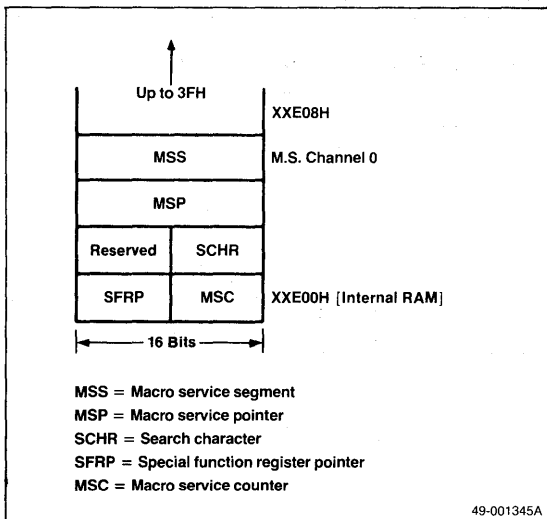 Up to 3FH
XXE08H
MSS
M.S. Channel 0
MSP
Reserved
SCHR
SFRP
MSC
XXE00H [Internal RAM]
16 Bits
MSS = Macro service segment
MSP = Macro service pointer
SCHR = Search character
SFRP = Special function register pointer
MSC = Macro service counter
49-001345A